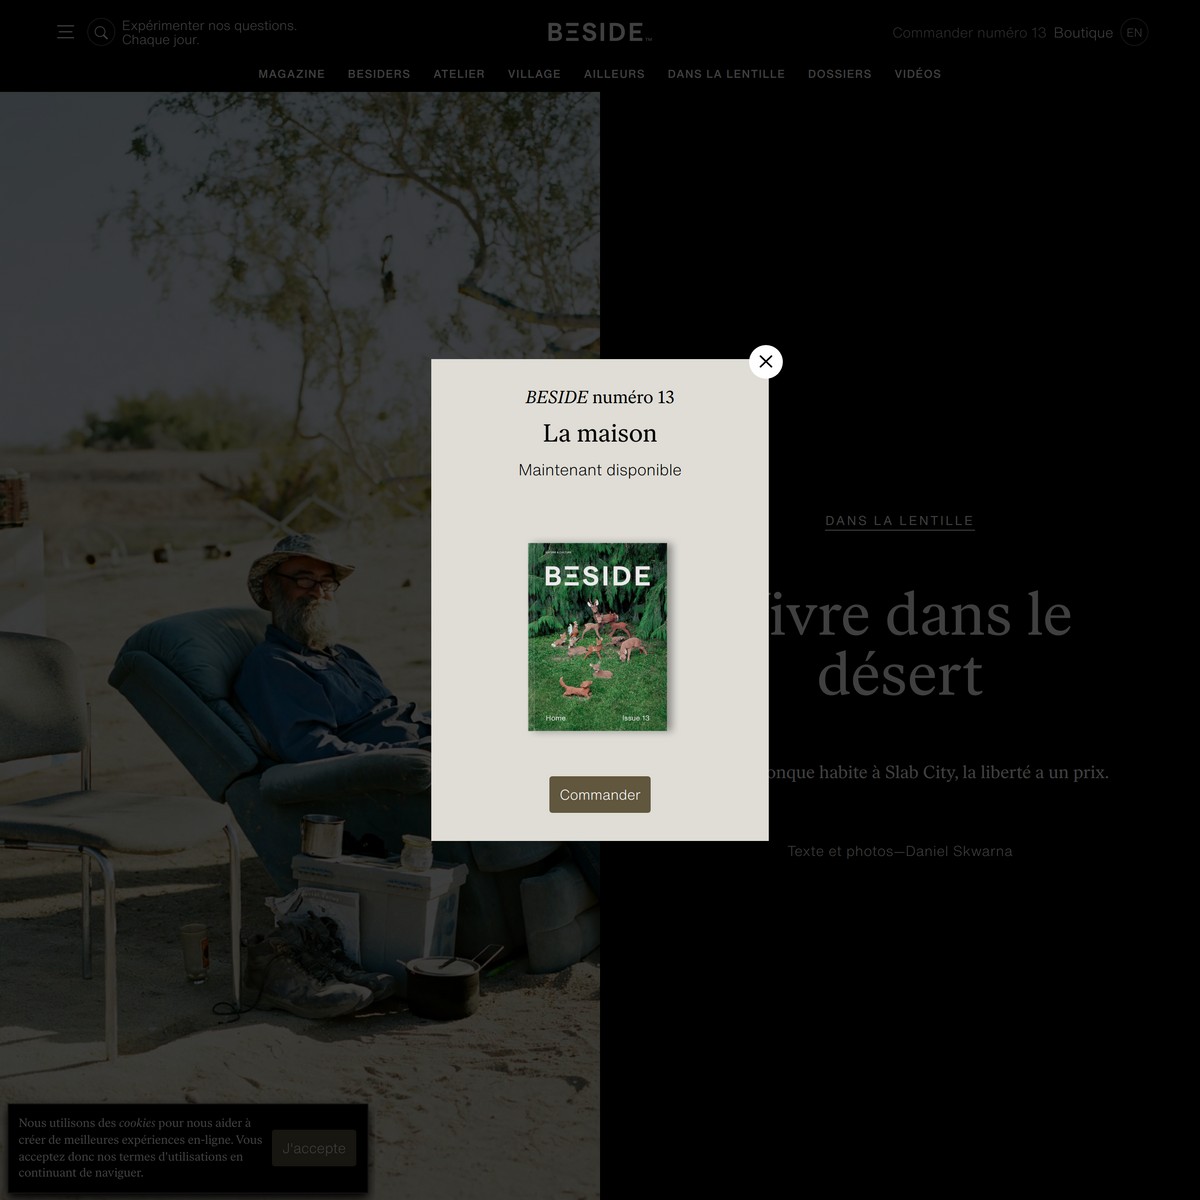 Expérimenter nos questions.
Chaque jour.
BESIDE™
Commander numéro 13 Boutique EN
MAGAZINE BESIDERS ATELIER VILLAGE AILLEURS DANS LA LENTILLE DOSSIERS VIDÉOS
BESIDE numéro 13
La maison
Maintenant disponible
BESIDE
Home Issue 13
Commander
DANS LA LENTILLE
ivre dans le
désert
onque habite à Slab City, la liberté a un prix.
Texte et photos—Daniel Skwarna
Nous utilisons des cookies pour nous aider à
créer de meilleures expériences en-ligne. Vous
acceptez donc nos termes d'utilisations en
continuant de naviguer.
J'accepte